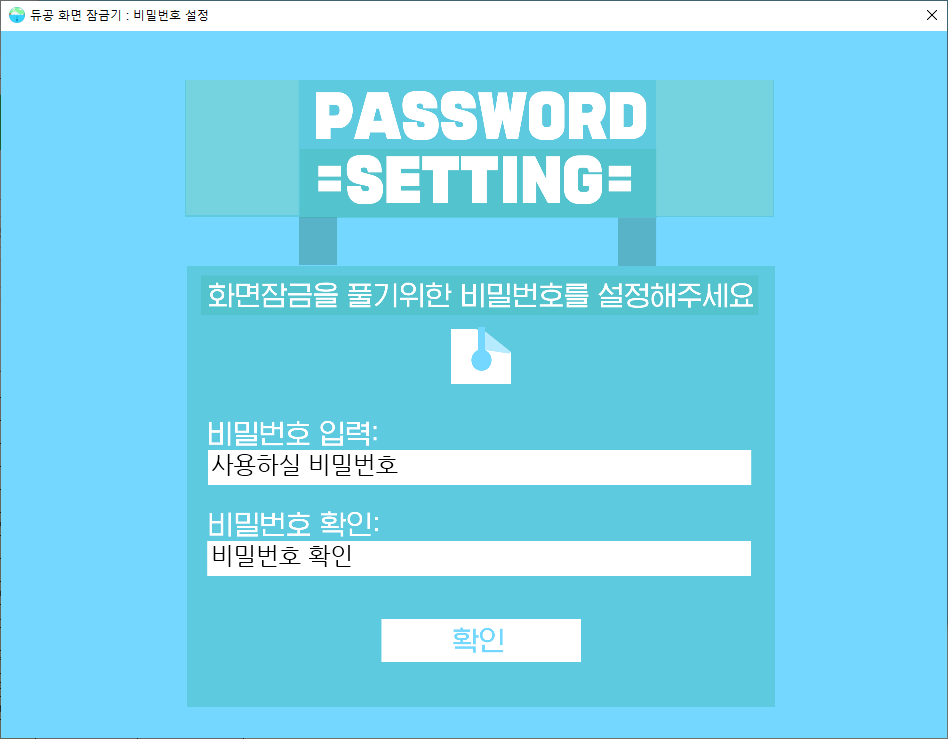 듀공 화면 잠금기 : 비밀번호 설정
PASSWORD
=SETTING=
화면잠금을 풀기위한 비밀번호를 설정해주세요
비밀번호 입력:
사용하실 비밀번호
비밀번호 확인:
비밀번호 확인
확인